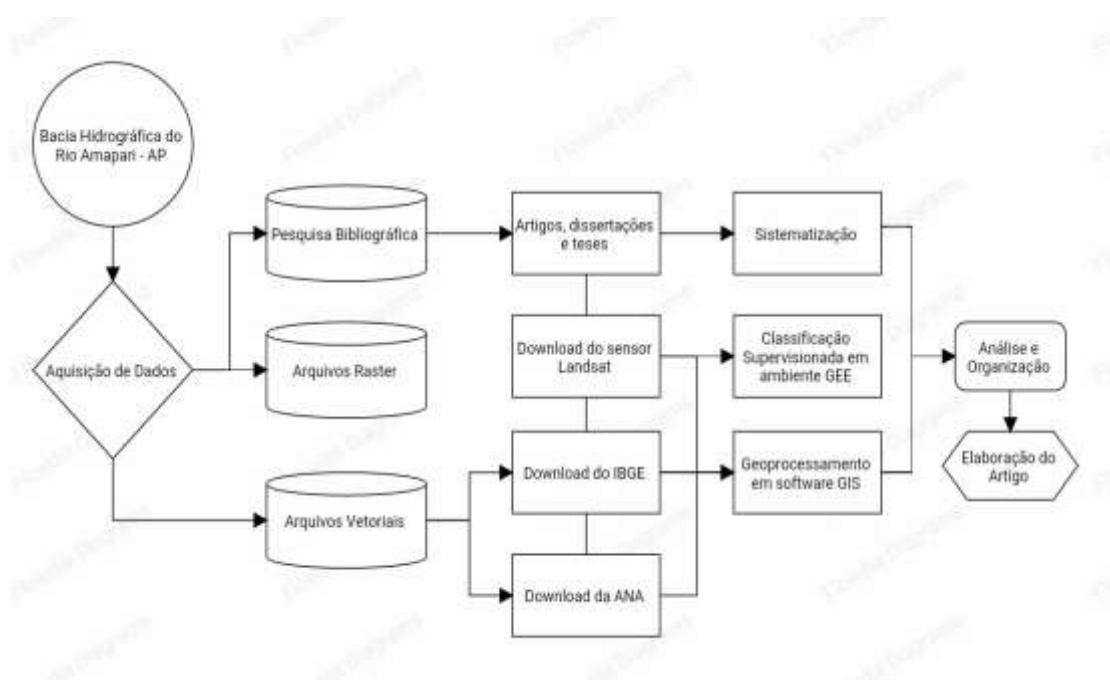 Bacia Hidrográfica do
Rio Amapari - AP
Aquisição de Dados
Pesquisa Bibliográfica
Arquivos Raster
Arquivos Vetoriais
Artigos, dissertações
e teses
Download do sensor
Landsat
Download do IBGE
Download da ANA
Sistematização
Classificação
Supervisionada em
ambiente GEE
Geoprocessamento
em software GIS
Análise e
Organização
Elaboração do
Artigo